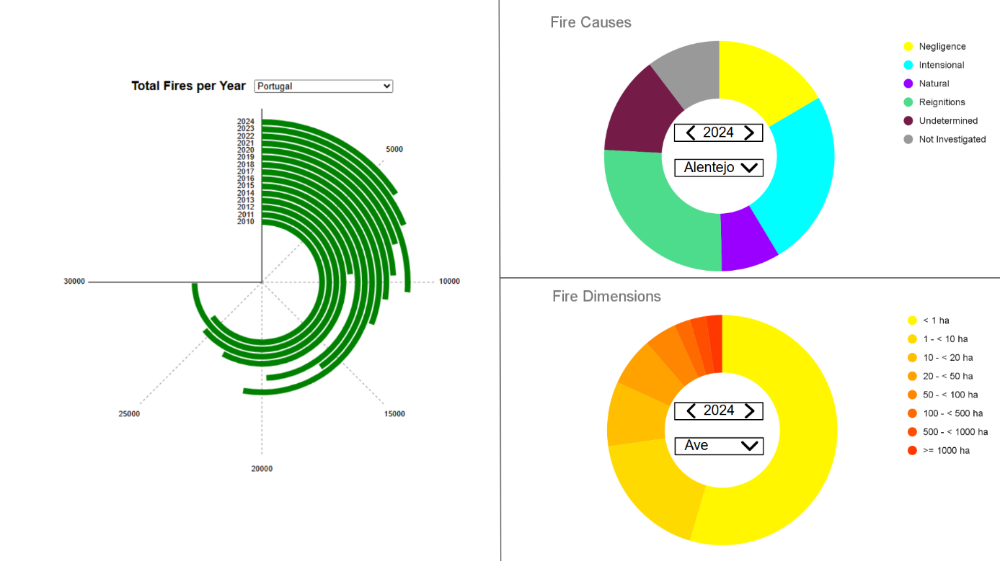 Total Fires per Year Portugal
2024
2023
2022
2021
2020
2019
2018
2017
2016
2015
2014
2013
2012
2011
2010
5000
10000
15000
20000
25000
30000
Fire Causes
Negligence
Intensional
Natural
Reignitions
Undetermined
Not Investigated
2024
Alentejo
Fire Dimensions
< 1 ha
1 - < 10 ha
10 - < 20 ha
20 - < 50 ha
50 - < 100 ha
100 - < 500 ha
500 - < 1000 ha
>= 1000 ha
2024
Ave